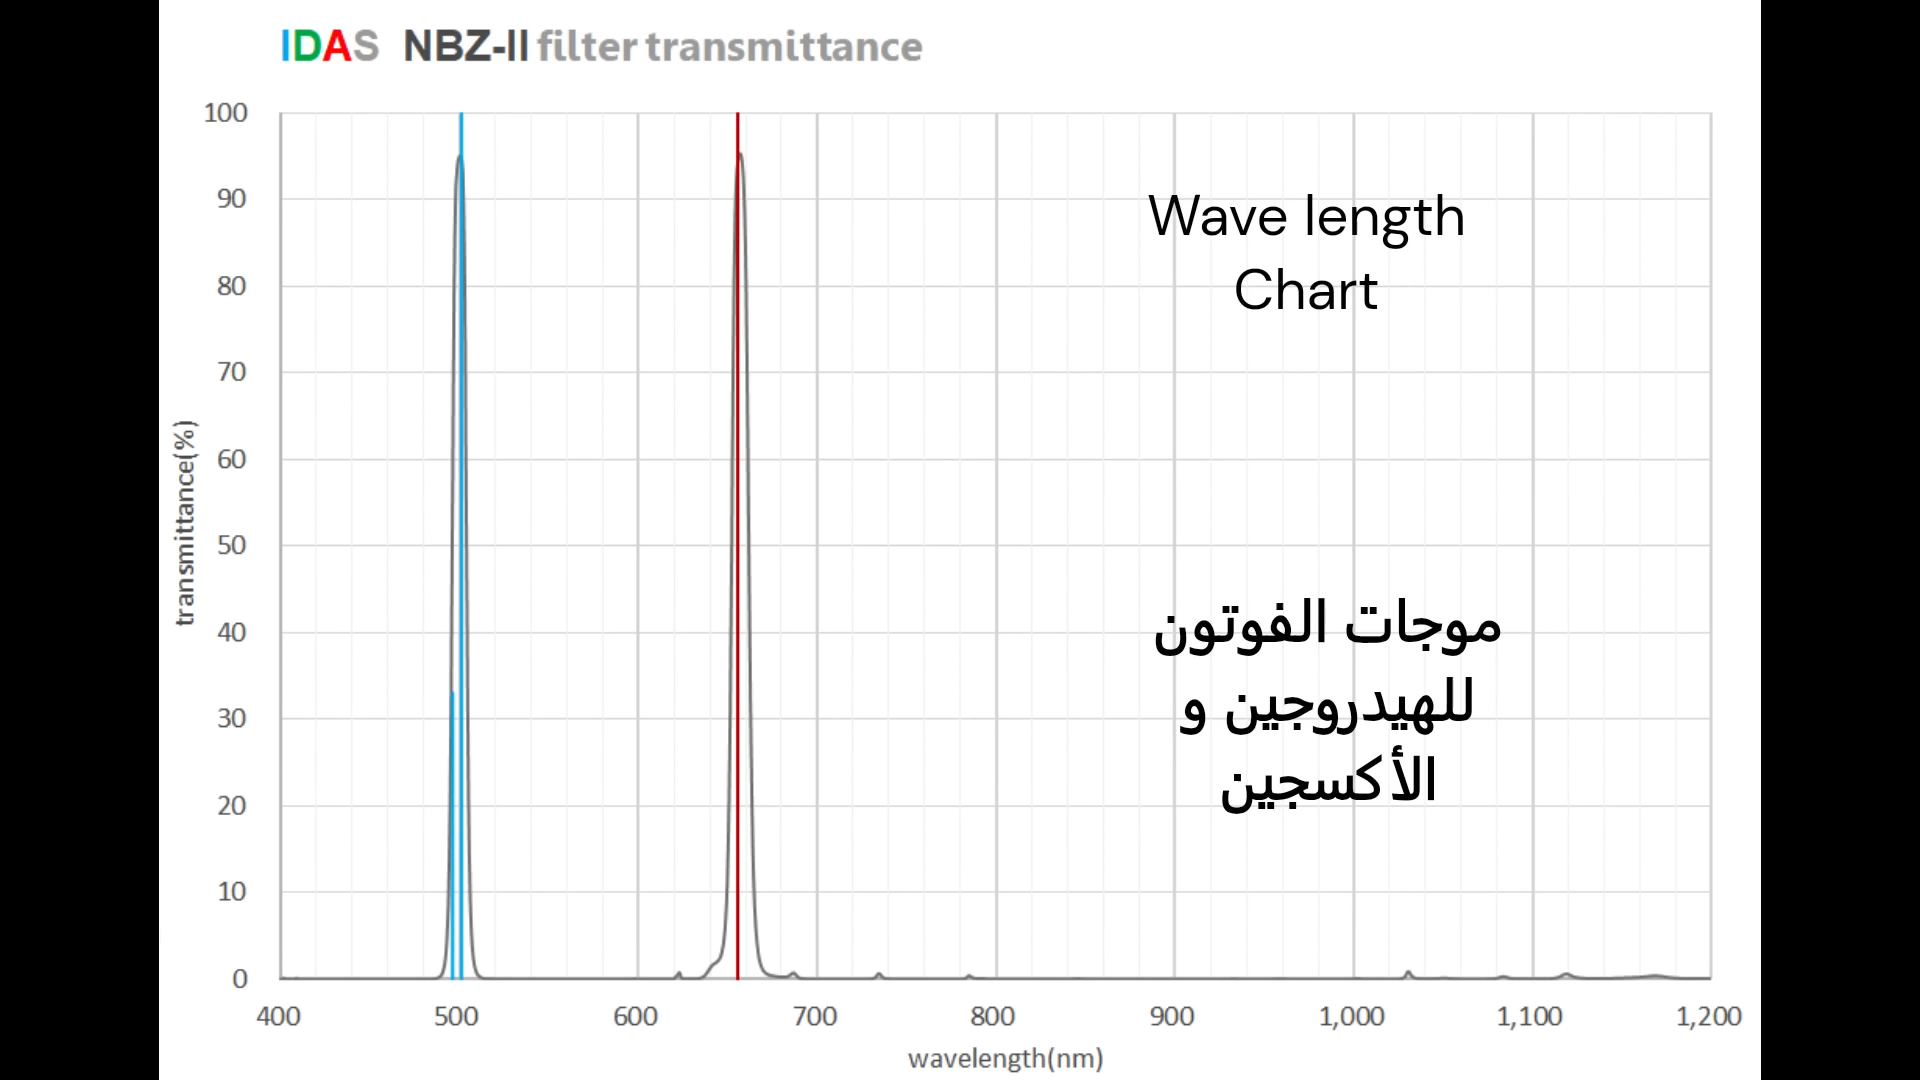 IDAS NBZ-II filter transmittance
100
90
80
70
60
50
40
30
20
10
0
transmittance(%)
400 500 600 700 800 900 1,000 1,100 1,200
wavelength(nm)
Wave length
Chart
موجات الفوتون
للهيدروجين و
الأكسجين